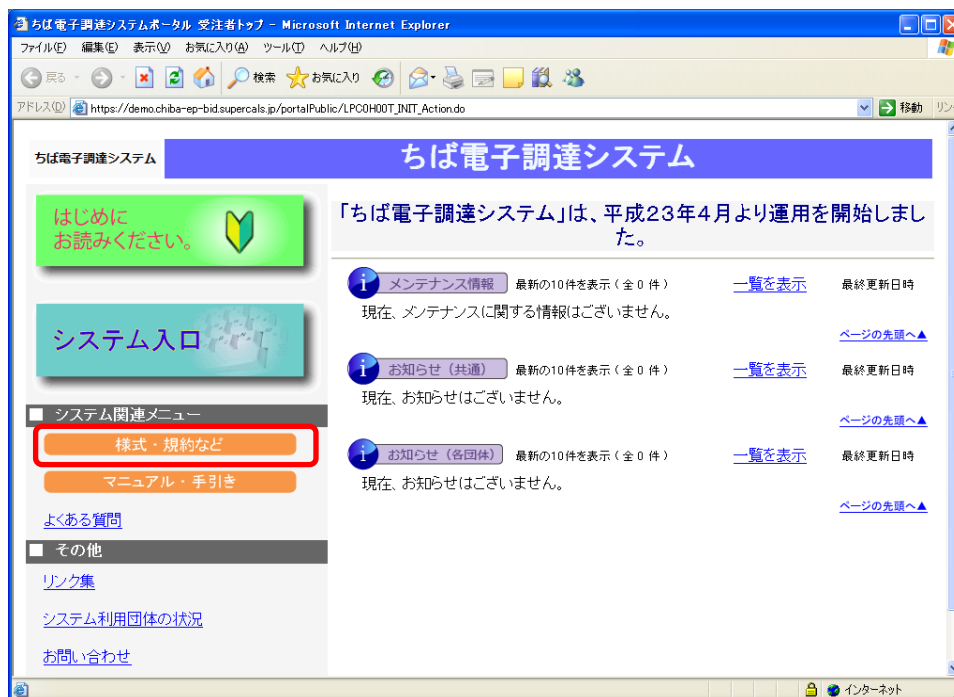 ちば電子調達システムポータル 受注者トップ - Microsoft Internet Explorer
ファイル(F) 編集(E) 表示(V) お気に入り(A) ツール(T) ヘルプ(H)
戻る 検索 お気に入り
アドレス(D) https://demo.chiba-ep-bid.supercals.jp/portalPublic/LPC0H00T_INIT_Action.do 移動 リン
ちば電子調達システム
ちば電子調達システム
はじめに
お読みください。
システム入口
■ システム関連メニュー
様式・規約など
マニュアル・手引き
よくある質問
■ その他
リンク集
システム利用団体の状況
お問い合わせ
「ちば電子調達システム」は、平成23年4月より運用を開始しまし
た。
i メンテナンス情報 最新の10件を表示(全0件) 一覧を表示 最終更新日時
現在、メンテナンスに関する情報はございません。
ページの先頭へ▲
i お知らせ(共通) 最新の10件を表示(全0件) 一覧を表示 最終更新日時
現在、お知らせはございません。
ページの先頭へ▲
i お知らせ(各団体) 最新の10件を表示(全0件) 一覧を表示 最終更新日時
現在、お知らせはございません。
ページの先頭へ▲
インターネット